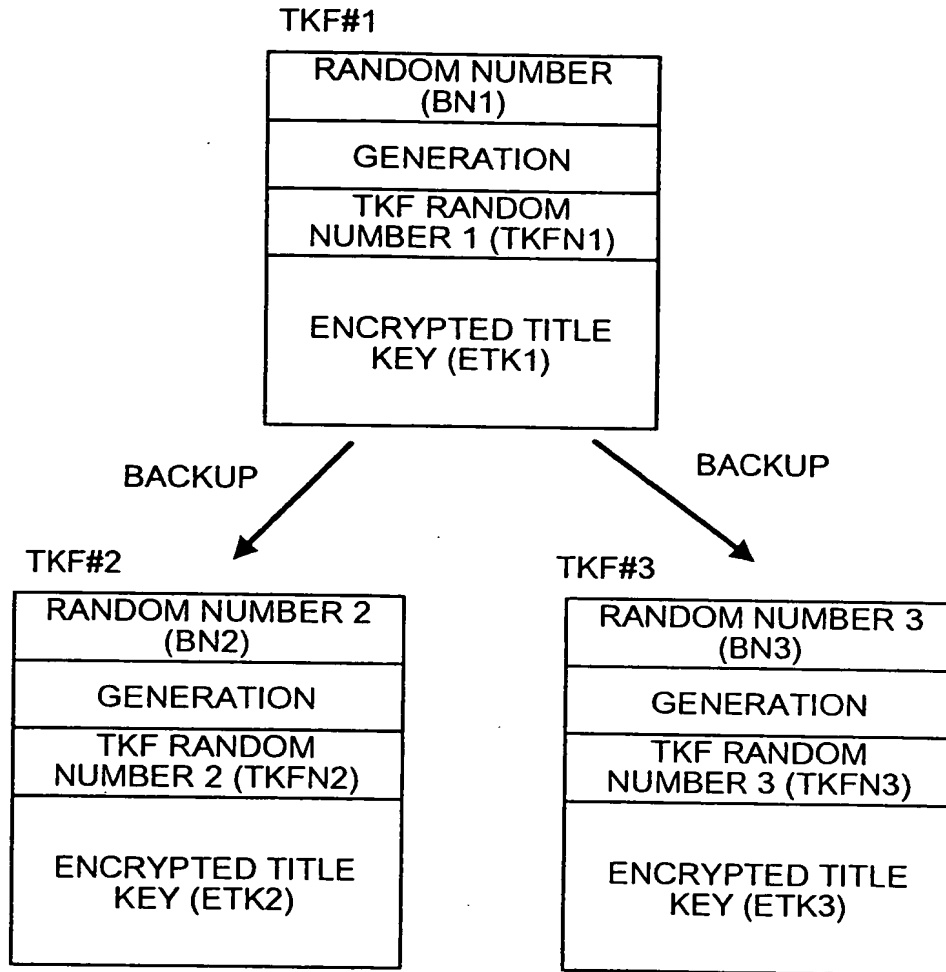 TKF#1
RANDOM NUMBER
(BN1)
GENERATION
TKF RANDOM
NUMBER 1 (TKFN1)
ENCRYPTED TITLE
KEY (ETK1)
BACKUP
BACKUP
TKF#2
RANDOM NUMBER 2
(BN2)
GENERATION
TKF RANDOM
NUMBER 2 (TKFN2)
ENCRYPTED TITLE
KEY (ETK2)
TKF#3
RANDOM NUMBER 3
(BN3)
GENERATION
TKF RANDOM
NUMBER 3 (TKFN3)
ENCRYPTED TITLE
KEY (ETK3)